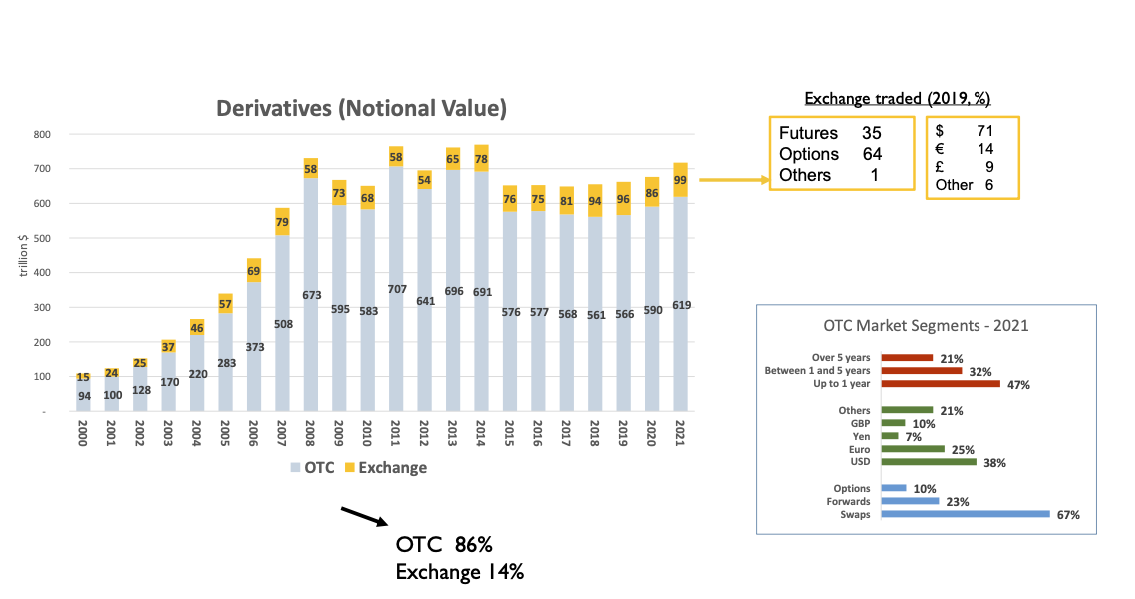 Derivatives (Notional Value)
trillion $
800
700
600
500
400
300
200
100
-
15 24 25 37 46 57 69 79 58 73 68 58 54 65 78 76 75 81 94 96 86 99
94 100 128 170 220 283 373 508 673 595 583 707 641 696 691 576 577 568 561 566 590 619
2000 2001 2002 2003 2004 2005 2006 2007 2008 2009 2010 2011 2012 2013 2014 2015 2016 2017 2018 2019 2020 2021
OTC Exchange
OTC 86%
Exchange 14%
Exchange traded (2019, %)
Futures 35
Options 64
Others 1
$ 71
€ 14
£ 9
Other 6
OTC Market Segments - 2021
Over 5 years 21%
Between 1 and 5 years 32%
Up to 1 year 47%
Others 21%
GBP 10%
Yen 7%
Euro 25%
USD 38%
Options 10%
Forwards 23%
Swaps 67%